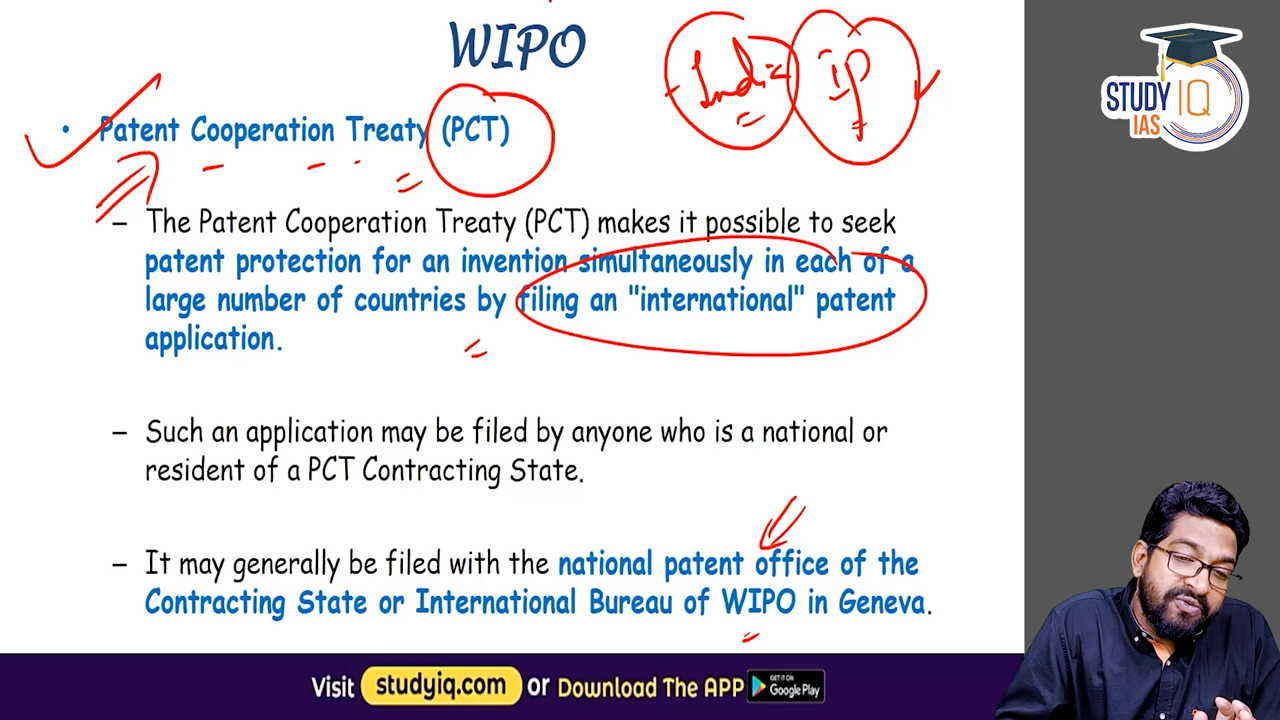 WIPO
India IP
STUDY IQ
IAS
• Patent Cooperation Treaty (PCT)
– The Patent Cooperation Treaty (PCT) makes it possible to seek
patent protection for an invention simultaneously in each of a
large number of countries by filing an "international" patent
application.
– Such an application may be filed by anyone who is a national or
resident of a PCT Contracting State.
– It may generally be filed with the national patent office of the
Contracting State or International Bureau of WIPO in Geneva.
Visit studyiq.com or Download The APP GET IT ON Google Play